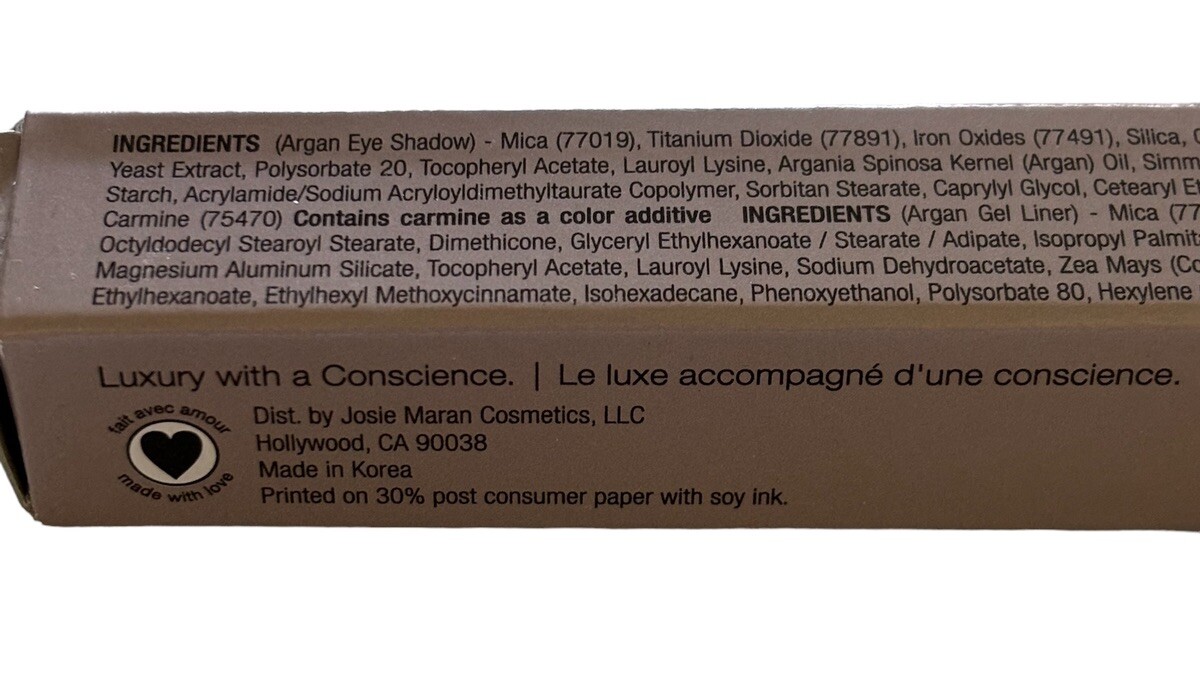 INGREDIENTS (Argan Eye Shadow) - Mica (77019), Titanium Dioxide (77891), Iron Oxides (77491), Silica,
Yeast Extract, Polysorbate 20, Tocopheryl Acetate, Lauroyl Lysine, Argania Spinosa Kernel (Argan) Oil, Simm
Starch, Acrylamide/Sodium Acryloyldimethyltaurate Copolymer, Sorbitan Stearate, Caprylyl Glycol, Cetearyl
Carmine (75470) Contains carmine as a color additive INGREDIENTS (Argan Gel Liner) - Mica (77
Octyldodecyl Stearoyl Stearate, Dimethicone, Glyceryl Ethylhexanoate / Stearate / Adipate, Isopropyl Palmit
Magnesium Aluminum Silicate, Tocopheryl Acetate, Lauroyl Lysine, Sodium Dehydroacetate, Zea Mays (Co
Ethylhexanoate, Ethylhexyl Methoxycinnamate, Isohexadecane, Phenoxyethanol, Polysorbate 80, Hexylene
Luxury with a Conscience. | Le luxe accompagné d'une conscience.
fait avec amour
made with love
Dist. by Josie Maran Cosmetics, LLC
Hollywood, CA 90038
Made in Korea
Printed on 30% post consumer paper with soy ink.